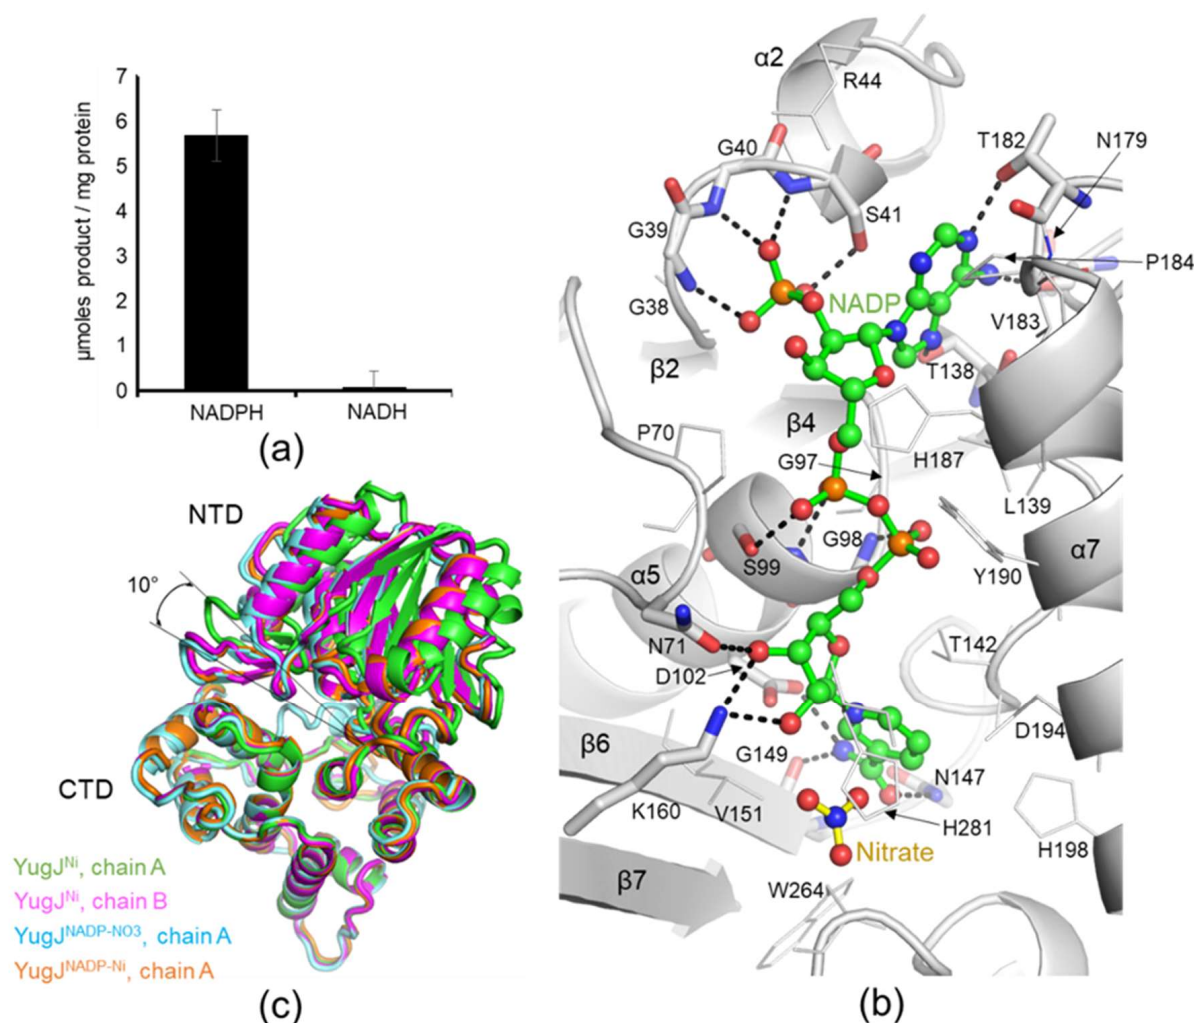 7
6
5
4
3
2
1
0
μmoles product / mg protein
NADPH
NADH
(a)
α2
R44
G40
T182
N179
S41
G39
P184
G38
NADP
V183
β2
T138
P70
β4
G97
H187
L139
G98
S99
α7
α5
Y190
N71
T142
D102
β6
G149
D194
N147
K160
V151
H281
H198
Nitrate
β7
W264
(b)
NTD
10°
CTD
YugJNi, chain A
YugJNi, chain B
YugJNADP-NO3, chain A
YugJNADP-Ni, chain A
(c)